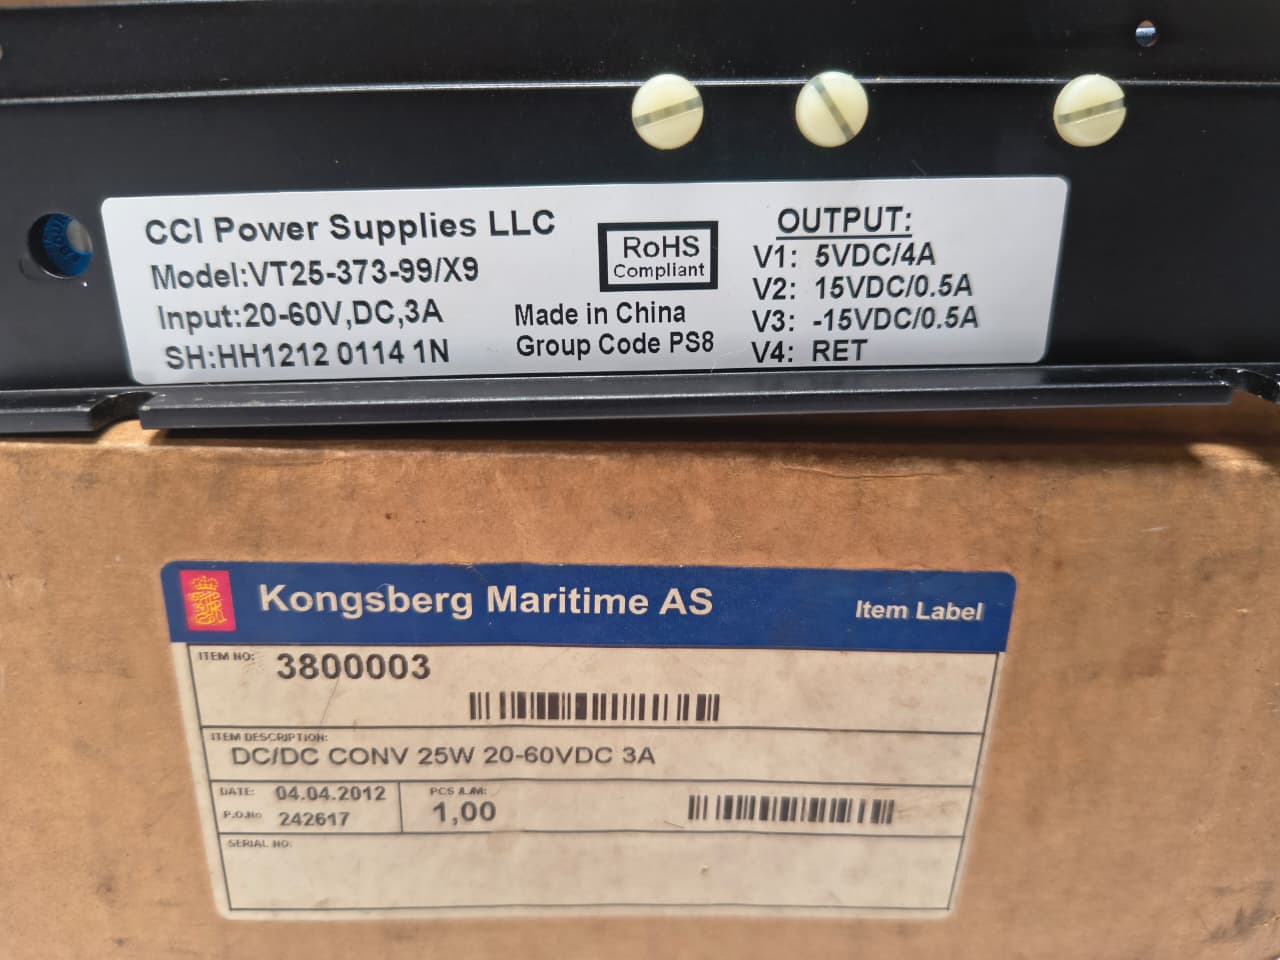 CCI Power Supplies LLC
Model:VT25-373-99/X9
Input:20-60V,DC,3A
SH:HH1212 0114 1N
RoHS
Compliant
Made in China
Group Code PS8
OUTPUT:
V1: 5VDC/4A
V2: 15VDC/0.5A
V3: -15VDC/0.5A
V4: RET
Kongsberg Maritime AS
Item Label
ITEM NO: 3800003
ITEM DESCRIPTION:
DC/DC CONV 25W 20-60VDC 3A
DATE: 04.04.2012
P.O.No 242617
PCS /LM:
1,00
SERIAL NO: